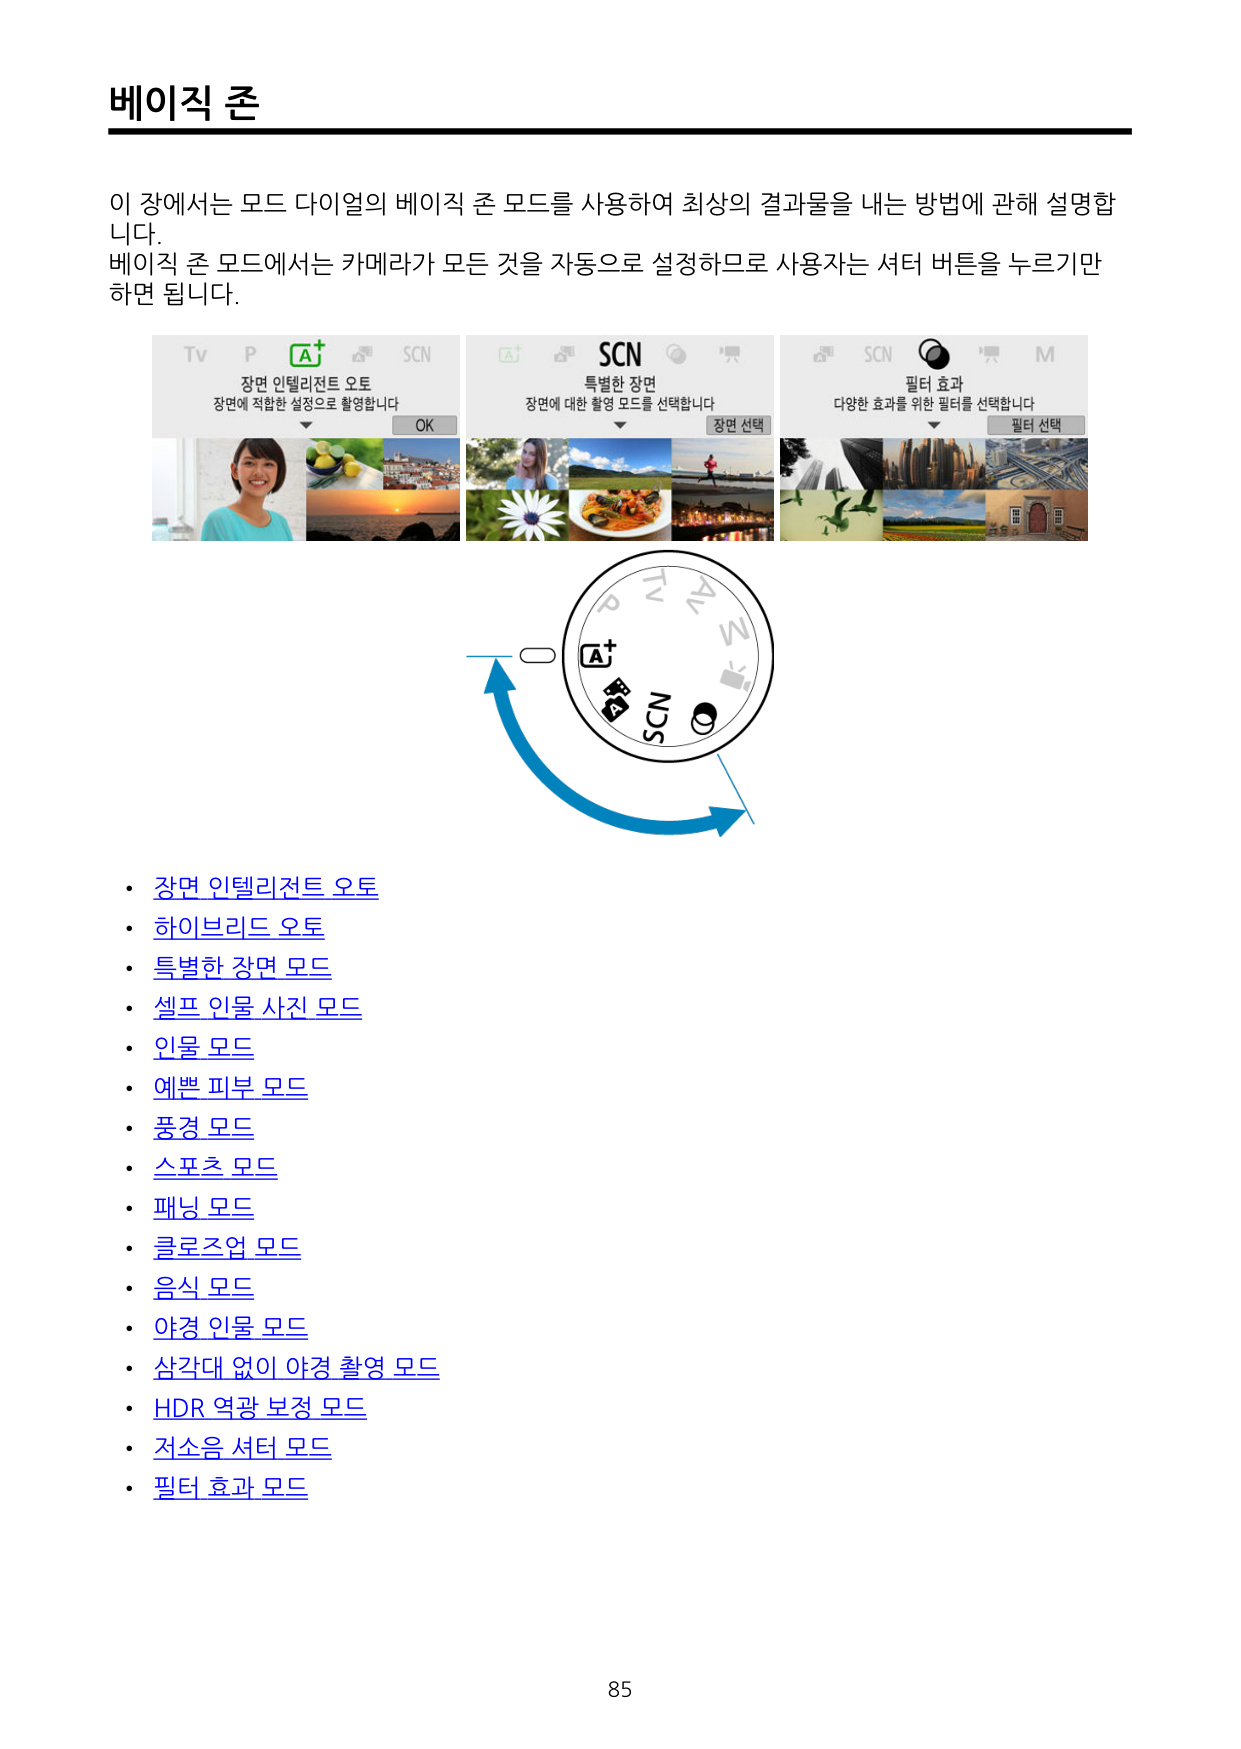 베이직 존
이 장에서는 모드 다이얼의 베이직 존 모드를 사용하여 최상의 결과물을 내는 방법에 관해 설명합
니다.
베이직 존 모드에서는 카메라가 모든 것을 자동으로 설정하므로 사용자는 셔터 버튼을 누르기만
하면 됩니다.
Tv P A+ SCN
장면 인텔리전트 오토
장면에 적합한 설정으로 촬영합니다
OK
A+ SCN
특별한 장면
장면에 대한 촬영 모드를 선택합니다
장면 선택
SCN M
필터 효과
다양한 효과를 위한 필터를 선택합니다
필터 선택
P Tv Av M
A+ A SCN
• 장면 인텔리전트 오토
• 하이브리드 오토
• 특별한 장면 모드
• 셀프 인물 사진 모드
• 인물 모드
• 예쁜 피부 모드
• 풍경 모드
• 스포츠 모드
• 패닝 모드
• 클로즈업 모드
• 음식 모드
• 야경 인물 모드
• 삼각대 없이 야경 촬영 모드
• HDR 역광 보정 모드
• 저소음 셔터 모드
• 필터 효과 모드
85